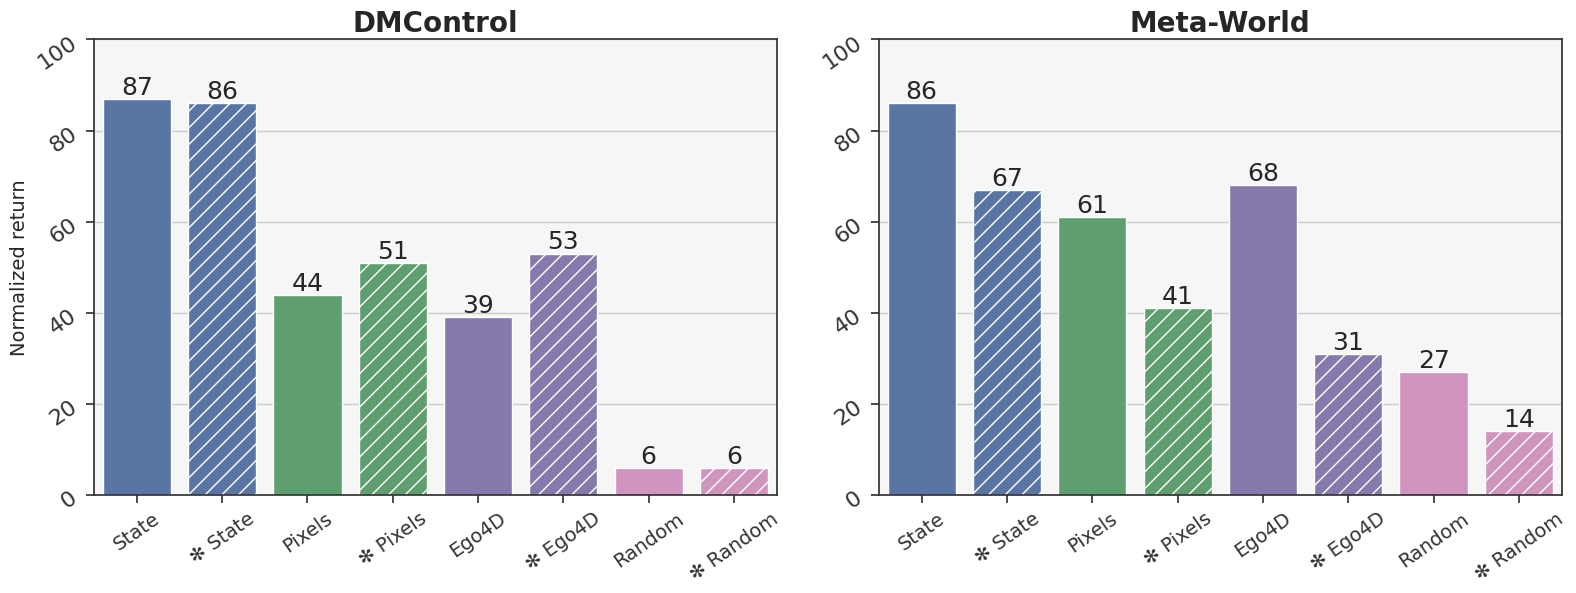 DMControl
Normalized return
100
80
60
40
20
0
87
86
44
51
39
53
6
6
State
✻ State
Pixels
✻ Pixels
Ego4D
✻ Ego4D
Random
✻ Random
Meta-World
100
80
60
40
20
0
86
67
61
41
68
31
27
14
State
✻ State
Pixels
✻ Pixels
Ego4D
✻ Ego4D
Random
✻ Random